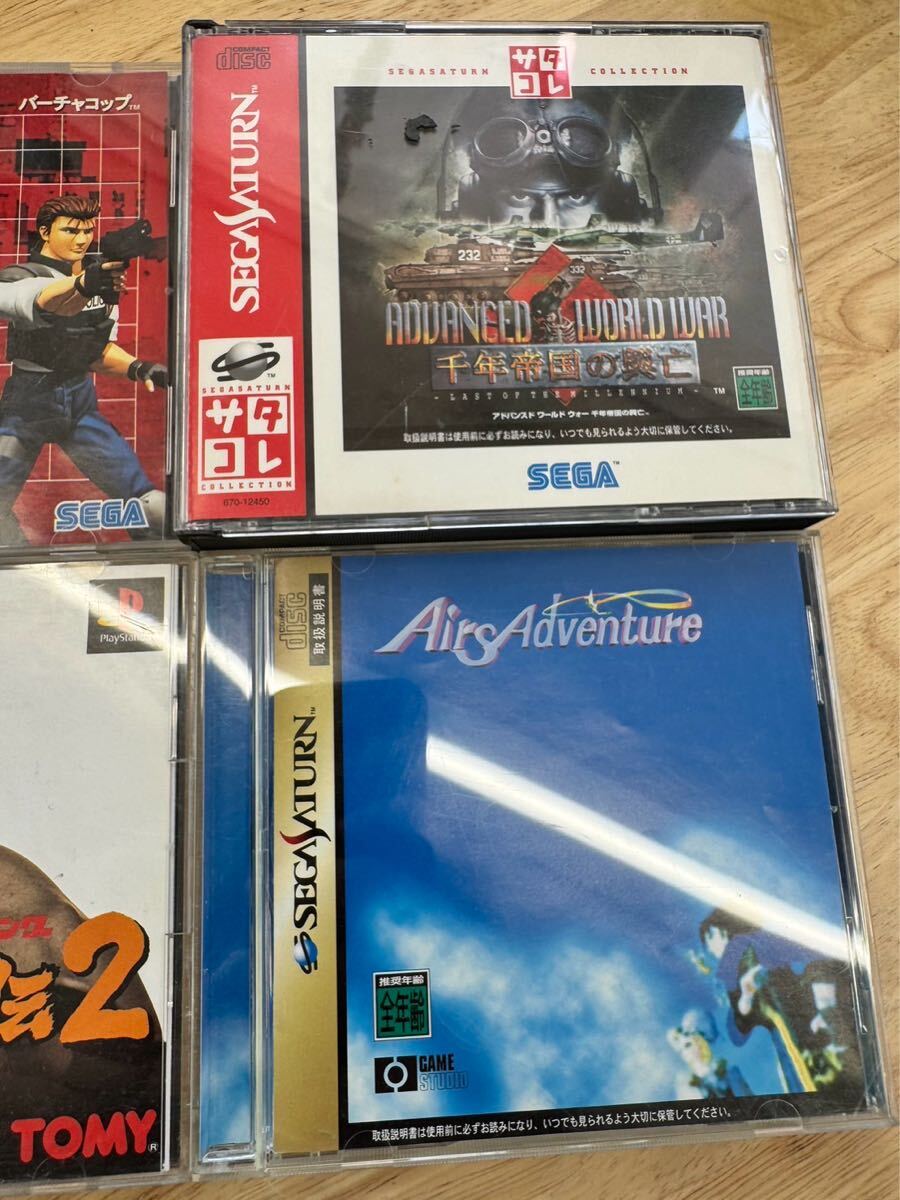 バーチャコップ™
POLICE
SEGA
COMPACT
disc
SEGA SATURN™
SEGASATURN
サタ
コレ
COLLECTION
670-12450
SEGASATURN
サタ
コレ
COLLECTION
232
332
ADVANCED WORLD WAR
千年帝国の興亡
- LAST OF THE MILLENNIUM - ™
アドバンスド ワールド ウォー 千年帝国の興亡~
取扱説明書は使用前に必ずお読みになり、いつでも見られるよう大切に保管してください。
推奨年齢
全年齢
SEGA™
PlayStation
2
TOMY®
COMPACT
disc
取扱説明書
SEGA SATURN™
AirsAdventure
推奨年齢
全年齢
GAME
STUDIO
取扱説明書は使用前に必ずお読みになり、いつでも見られるよう大切に保管してください。